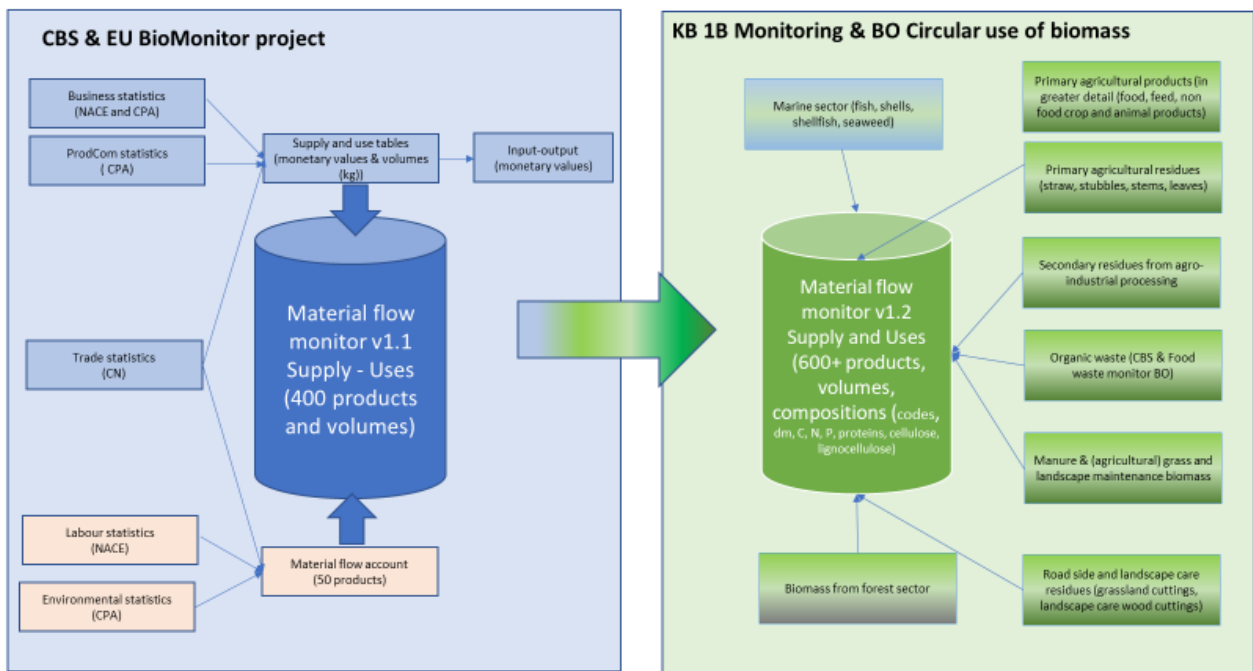 CBS & EU BioMonitor project
Business statistics
(NACE and CPA)
ProdCom statistics
( CPA)
Supply and use tables
(monetary values & volumes
(kg))
Input-output
(monetary values)
Trade statistics
(CN)
Material flow
monitor v1.1
Supply - Uses
(400 products
and volumes)
Labour statistics
(NACE)
Environmental statistics
(CPA)
Material flow account
(50 products)
KB 1B Monitoring & BO Circular use of biomass
Marine sector (fish, shells,
shellfish, seaweed)
Primary agricultural products (in
greater detail (food, feed, non
food crop and animal products)
Primary agricultural residues
(straw, stubbles, stems, leaves)
Material flow
monitor v1.2
Supply and Uses
(600+ products,
volumes,
compositions (codes,
dm, C, N, P, proteins, cellulose,
lignocellulose)
Secondary residues from agro-
industrial processing
Organic waste (CBS & Food
waste monitor BO)
Manure & (agricultural) grass and
landscape maintenance biomass
Biomass from forest sector
Road side and landscape care
residues (grassland cuttings,
landscape care wood cuttings)